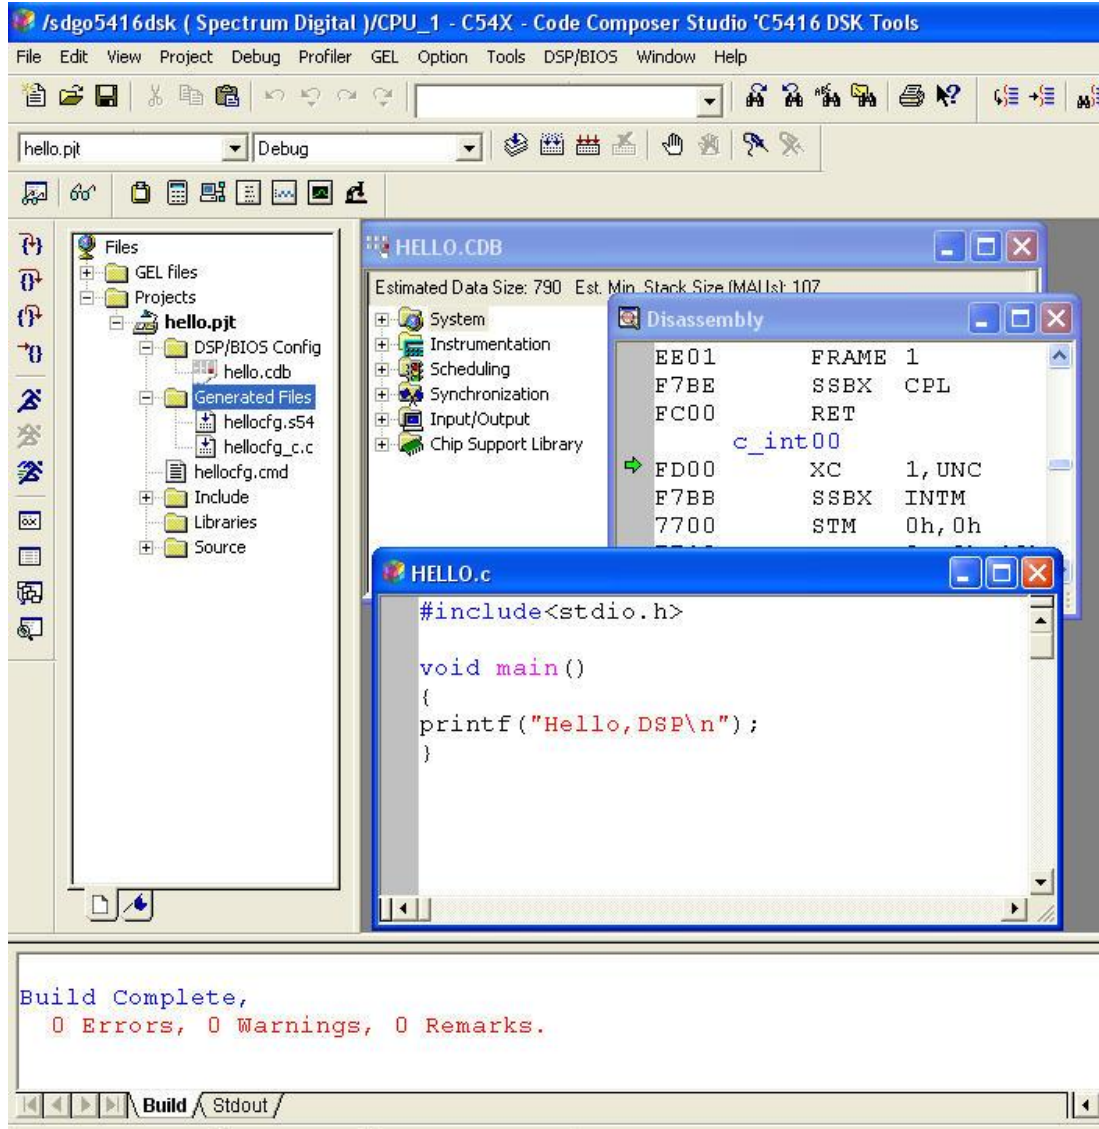 /sdgo5416dsk ( Spectrum Digital )/CPU_1 - C54X - Code Composer Studio 'C5416 DSK Tools
File Edit View Project Debug Profiler GEL Option Tools DSP/BIOS Window Help
hello.pjt Debug
Files
GEL files
Projects
hello.pjt
DSP/BIOS Config
hello.cdb
Generated Files
hellocfg.s54
hellocfg_c.c
hellocfg.cmd
Include
Libraries
Source
HELLO.CDB
Estimated Data Size: 790 Est. Min. Stack Size (MAUs): 107
System
Instrumentation
Scheduling
Synchronization
Input/Output
Chip Support Library
Disassembly
EE01 FRAME 1
F7BE SSBX CPL
FC00 RET
c_int00
FD00 XC 1,UNC
F7BB SSBX INTM
7700 STM 0h,0h
HELLO.c
#include<stdio.h>
void main()
{
printf("Hello,DSP\n");
}
Build Complete,
0 Errors, 0 Warnings, 0 Remarks.
Build Stdout